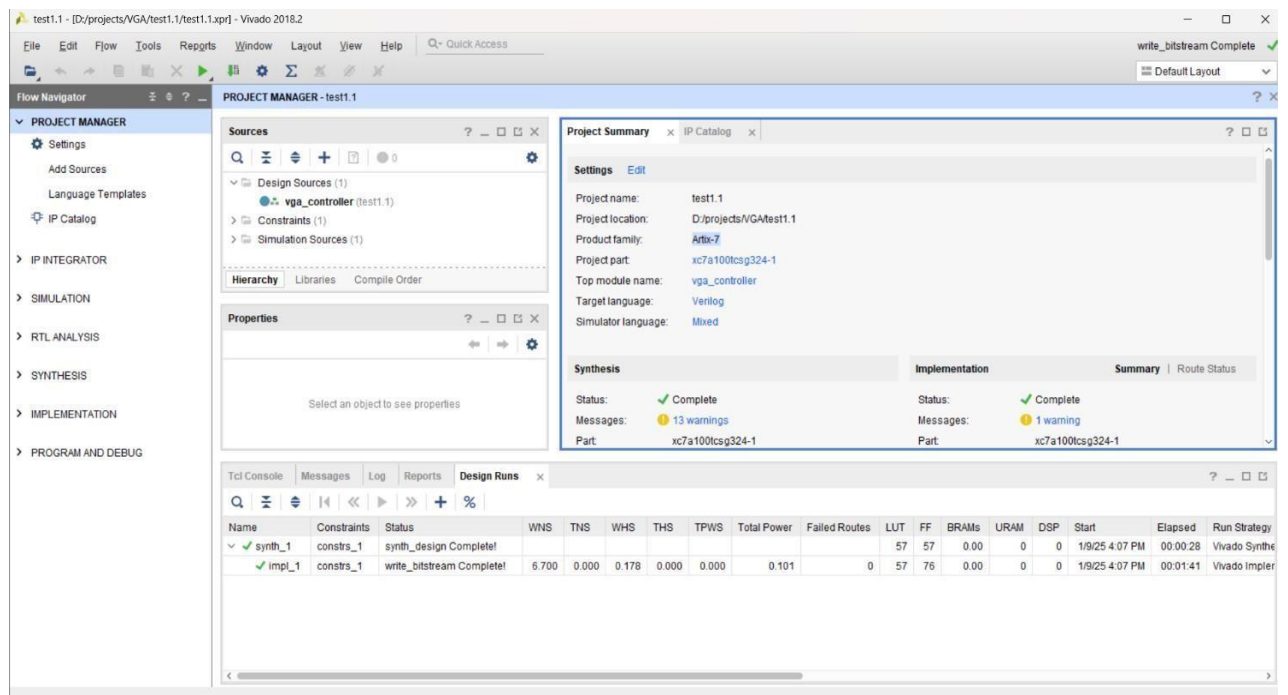 test1.1 - [D:/projects/VGA/test1.1/test1.1.xpr] - Vivado 2018.2
File Edit Flow Tools Reports Window Layout View Help Q- Quick Access
write_bitstream Complete
Default Layout
Flow Navigator
PROJECT MANAGER - test1.1
PROJECT MANAGER
Settings
Add Sources
Language Templates
IP Catalog
IP INTEGRATOR
SIMULATION
RTL ANALYSIS
SYNTHESIS
IMPLEMENTATION
PROGRAM AND DEBUG
Sources
0
Design Sources (1)
vga_controller (test1.1)
Constraints (1)
Simulation Sources (1)
Hierarchy Libraries Compile Order
Properties
Select an object to see properties
Project Summary IP Catalog
Settings Edit
Project name: test1.1
Project location: D:/projects/VGA/test1.1
Product family: Artix-7
Project part: xc7a100tcsg324-1
Top module name: vga_controller
Target language: Verilog
Simulator language: Mixed
Synthesis
Status: Complete
Messages: 13 warnings
Part: xc7a100tcsg324-1
Implementation Summary | Route Status
Status: Complete
Messages: 1 warning
Part: xc7a100tcsg324-1
Tcl Console Messages Log Reports Design Runs
Name Constraints Status WNS TNS WHS THS TPWS Total Power Failed Routes LUT FF BRAMs URAM DSP Start Elapsed Run Strategy
synth_1 constrs_1 synth_design Complete! 57 57 0.00 0 0 1/9/25 4:07 PM 00:00:28 Vivado Synthe
impl_1 constrs_1 write_bitstream Complete! 6.700 0.000 0.178 0.000 0.000 0.101 0 57 76 0.00 0 0 1/9/25 4:07 PM 00:01:41 Vivado Impler